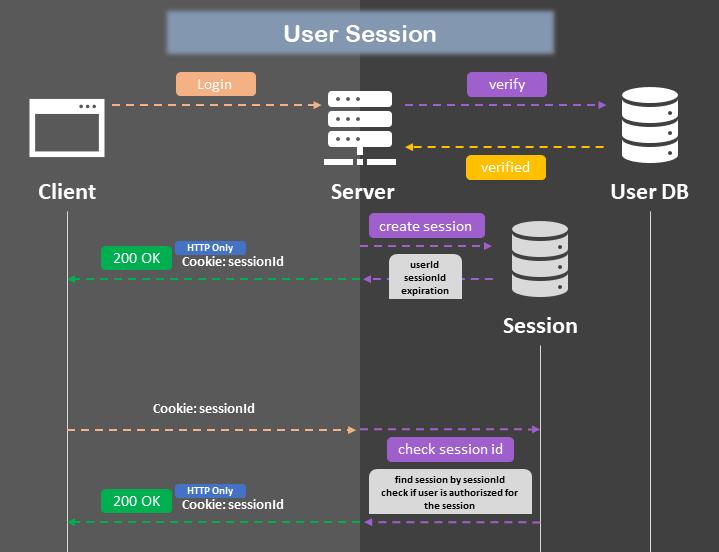 User Session
Login
verify
verified
Client
Server
User DB
create session
200 OK
HTTP Only
Cookie: sessionId
userId
sessionId
expiration
Session
Cookie: sessionId
check session id
find session by sessionId
check if user is authoriszed for
the session
200 OK
HTTP Only
Cookie: sessionId